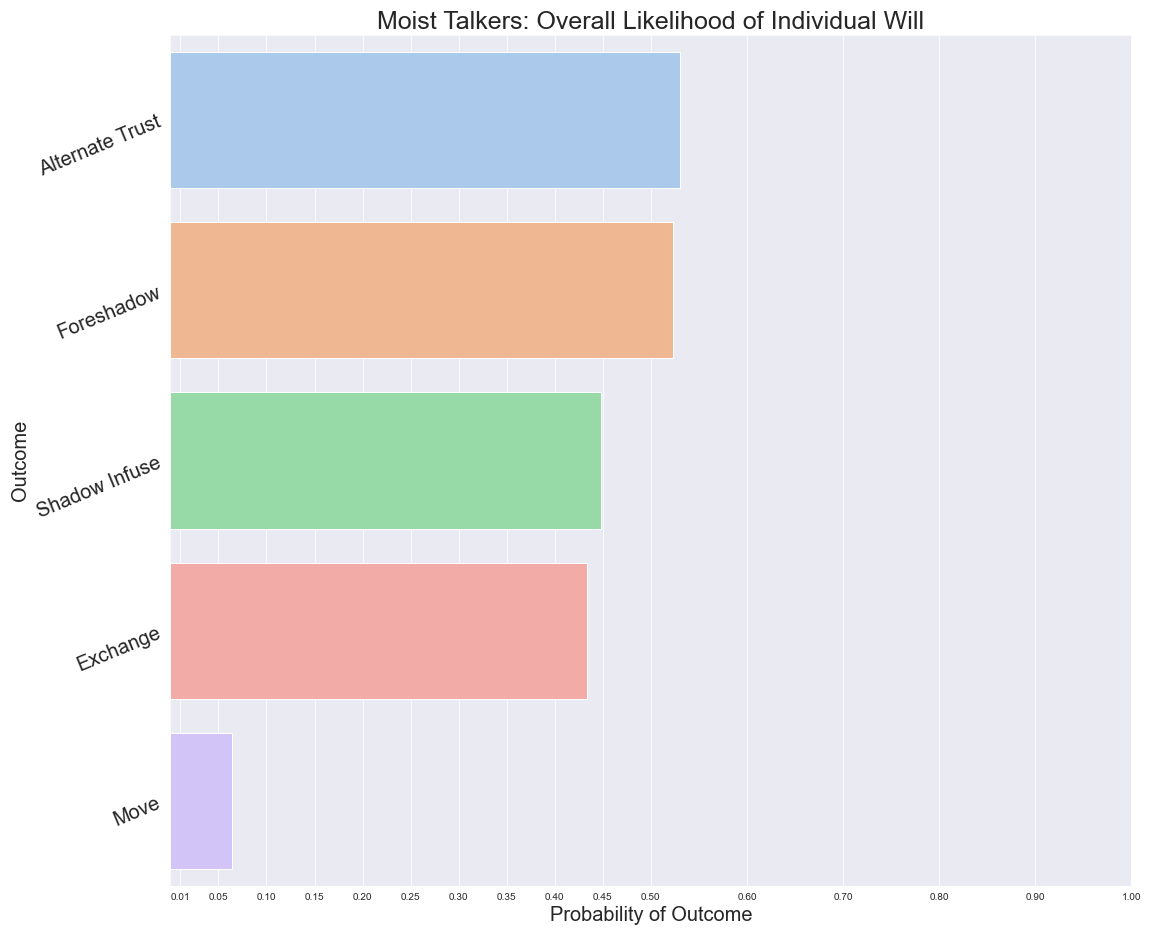 Moist Talkers: Overall Likelihood of Individual Will
Outcome
Alternate Trust
Foreshadow
Shadow Infuse
Exchange
Move
0.01 0.05 0.10 0.15 0.20 0.25 0.30 0.35 0.40 0.45 0.50 0.60 0.70 0.80 0.90 1.00
Probability of Outcome